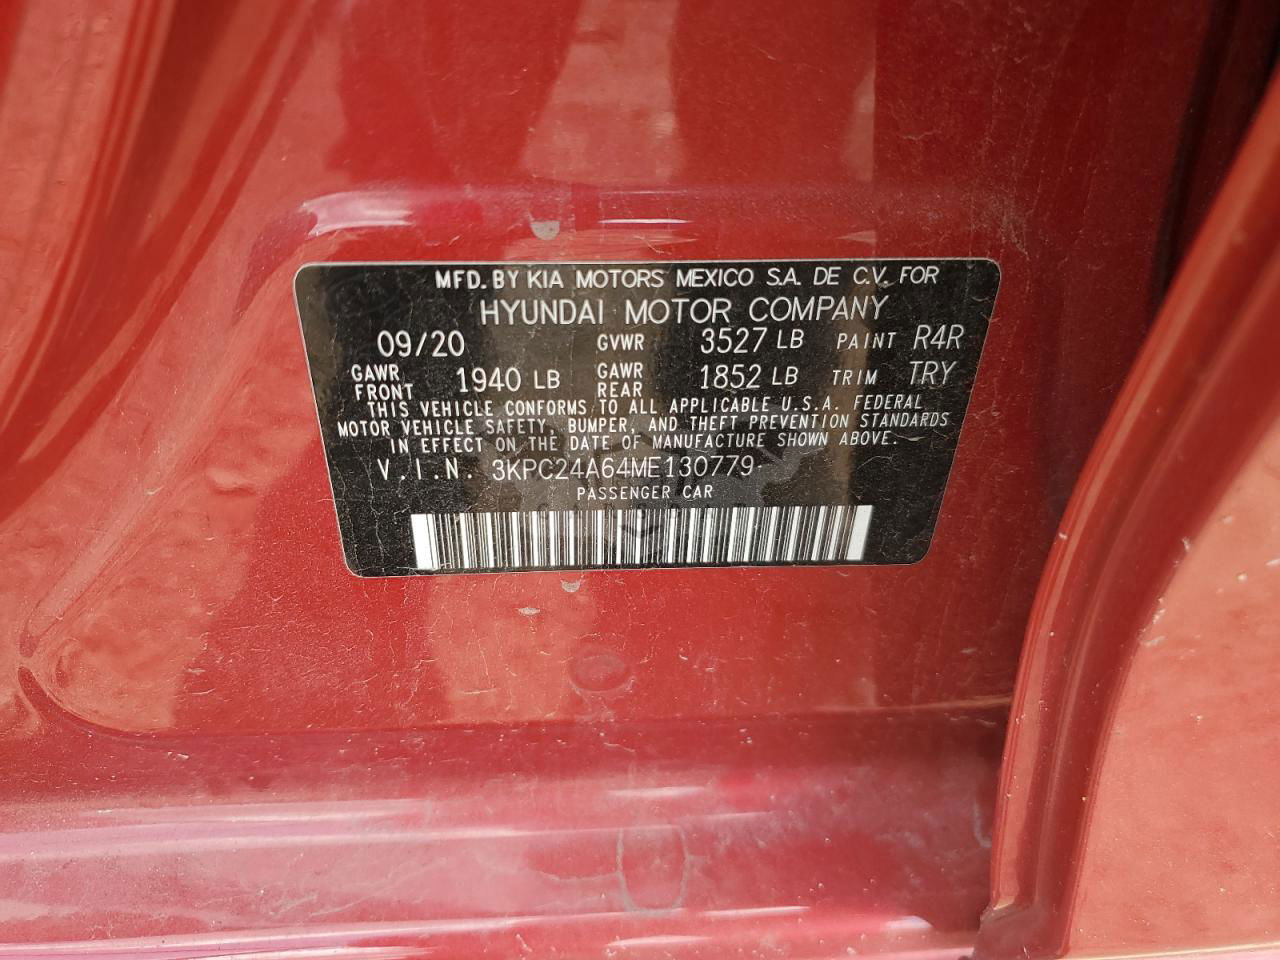 MFD. BY KIA MOTORS MEXICO S.A. DE C.V. FOR
HYUNDAI MOTOR COMPANY
09/20 GVWR 3527 LB PAINT R4R
GAWR FRONT 1940 LB GAWR REAR 1852 LB TRIM TRY
THIS VEHICLE CONFORMS TO ALL APPLICABLE U.S.A. FEDERAL
MOTOR VEHICLE SAFETY, BUMPER, AND THEFT PREVENTION STANDARDS
IN EFFECT ON THE DATE OF MANUFACTURE SHOWN ABOVE.
V.I.N. 3KPC24A64ME130779
PASSENGER CAR